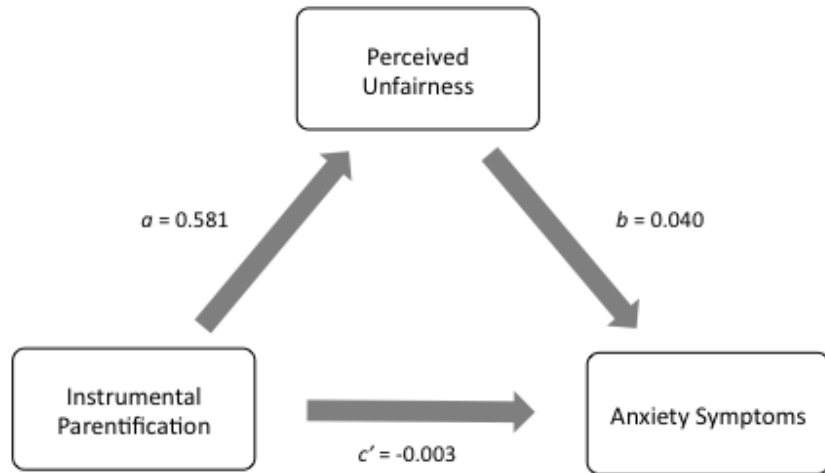 Perceived
Unfairness
a = 0.581
b = 0.040
Instrumental
Parentification
Anxiety Symptoms
c′ = -0.003